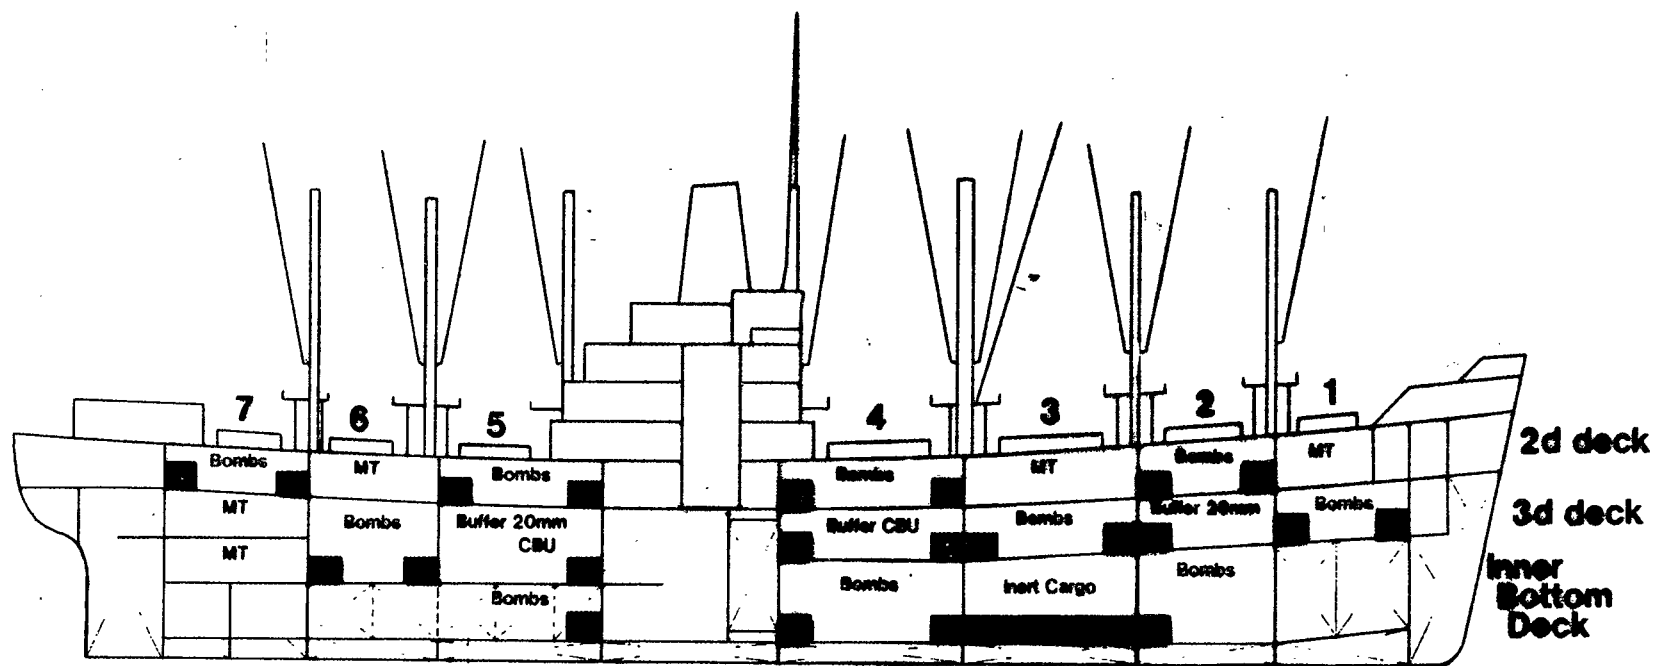 1
2
3
4
5
6
7
2d deck
Bombs
MT
Bombs
Bombs
MT
Bombs
MT
3d deck
MT
Bombs
Buffer 20mm
CBU
Buffer CBU
Bombs
Buffer 20mm
Bombs
MT
Bombs
Bombs
Inert Cargo
Bombs
Inner
Bottom
Deck